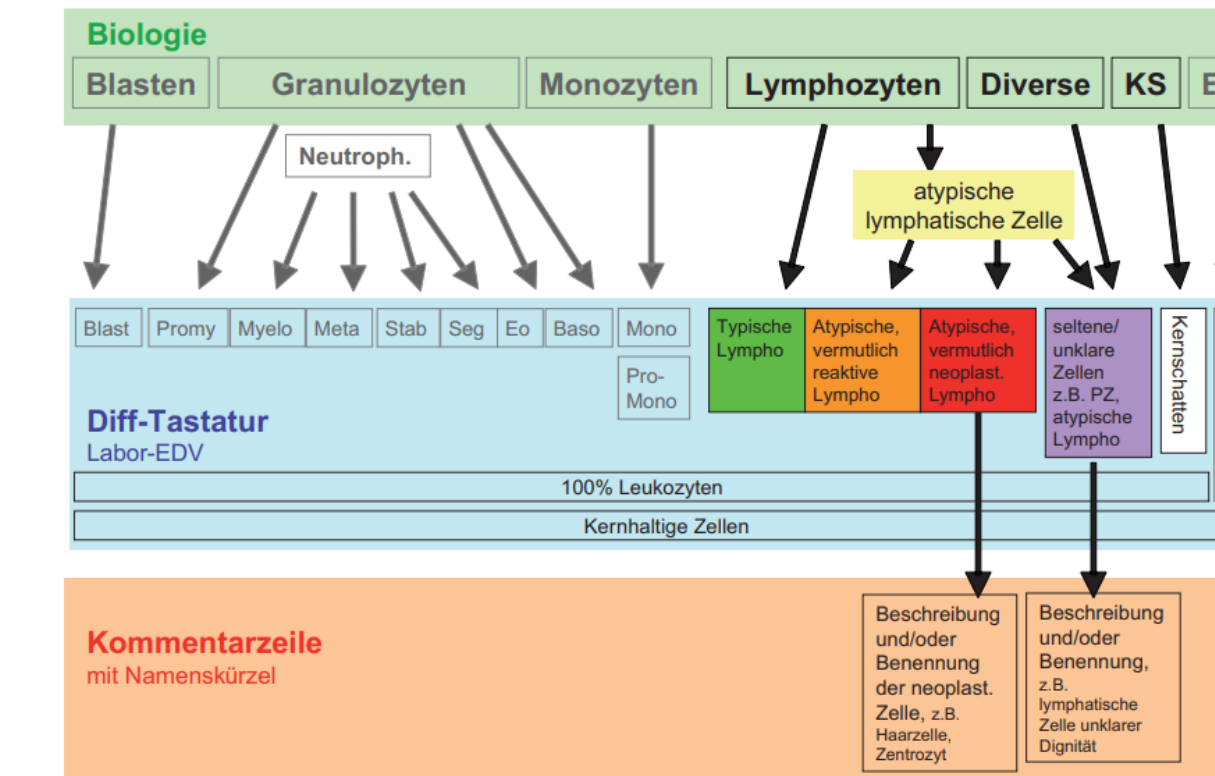 Biologie
Blasten
Granulozyten
Monozyten
Lymphozyten
Diverse
KS
Neutroph.
atypische
lymphatische Zelle
Blast
Promy
Myelo
Meta
Stab
Seg
Eo
Baso
Mono
Pro-
Mono
Typische
Lympho
Atypische,
vermutlich
reaktive
Lympho
Atypische,
vermutlich
neoplast.
Lympho
seltene/
unklare
Zellen
z.B. PZ,
atypische
Lympho
Kernschatten
Diff-Tastatur
Labor-EDV
100% Leukozyten
Kernhaltige Zellen
Kommentarzeile
mit Namenskürzel
Beschreibung
und/oder
Benennung
der neoplast.
Zelle, z.B.
Haarzelle,
Zentrozyt
Beschreibung
und/oder
Benennung,
z.B.
lymphatische
Zelle unklarer
Dignität